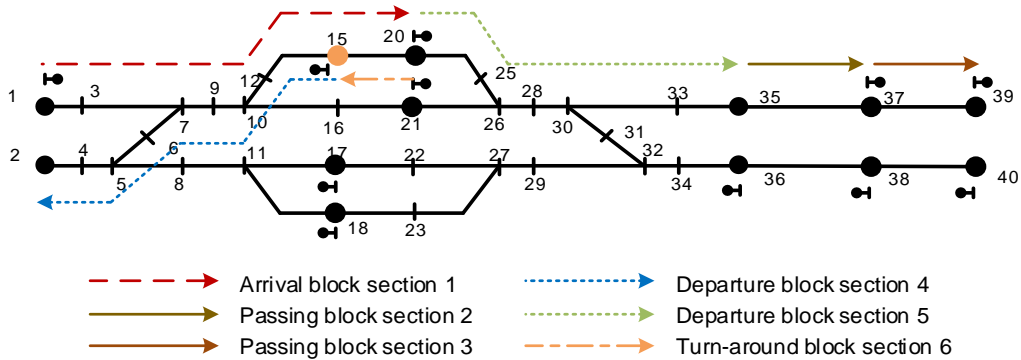 15 20
12 25
1 3 9 28 33 35 37 39
7 10 16 21 26 30
31
2 4 6 11 17 22 27 32 40
5 8 29 34 36 38
18 23
Arrival block section 1 Departure block section 4
Passing block section 2 Departure block section 5
Passing block section 3 Turn-around block section 6